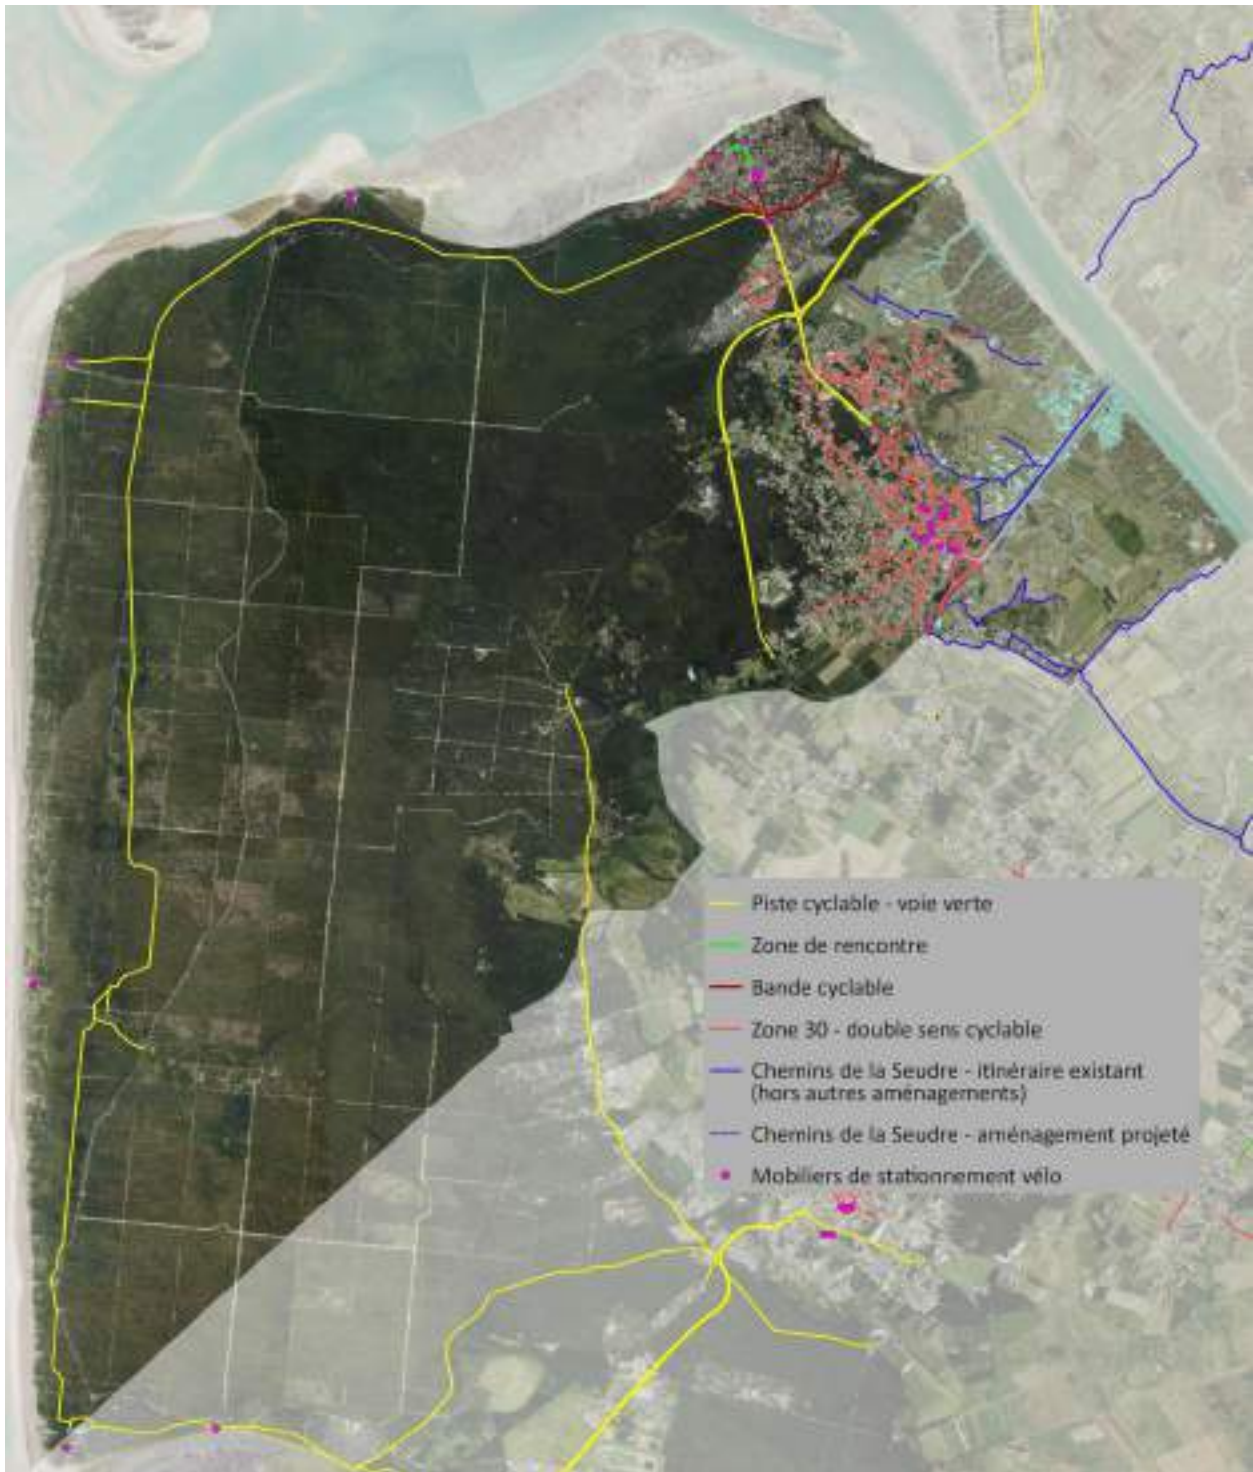 Piste cyclable - voie verte
Zone de rencontre
Bande cyclable
Zone 30 - double sens cyclable
Chemins de la Seudre - itinéraire existant
(hors autres aménagements)
Chemins de la Seudre - aménagement projeté
Mobiliers de stationnement vélo